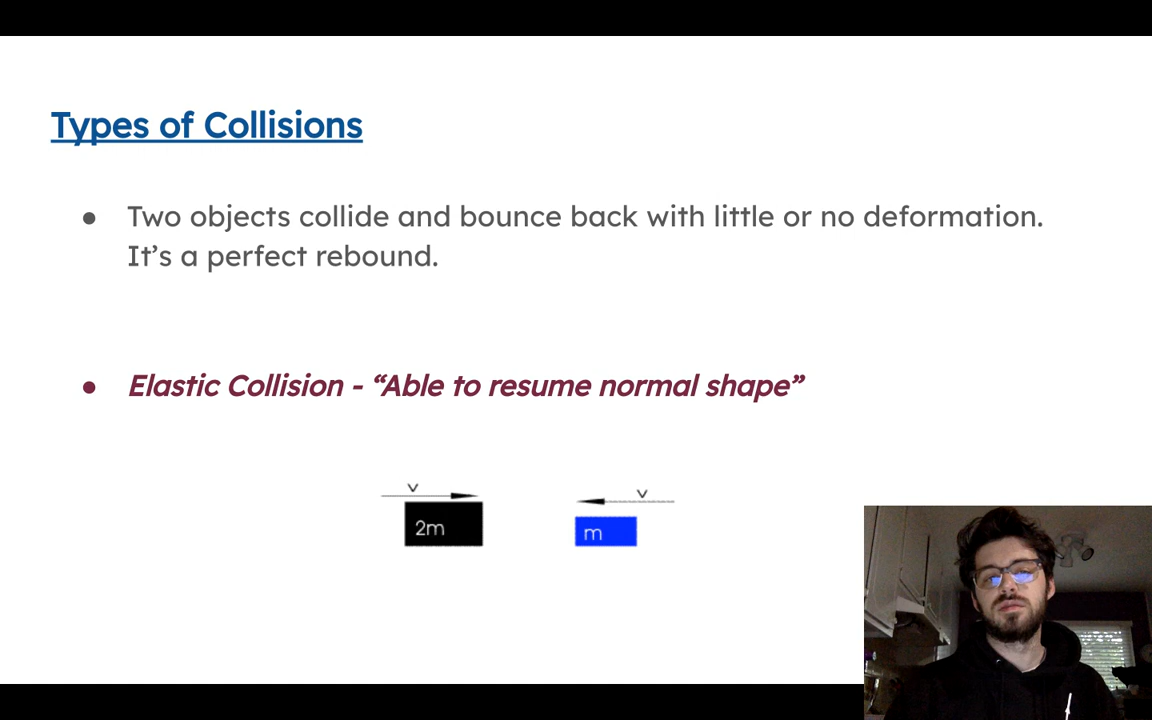 Types of Collisions
● Two objects collide and bounce back with little or no deformation.
It’s a perfect rebound.
● Elastic Collision - “Able to resume normal shape”
v
v
2m
m